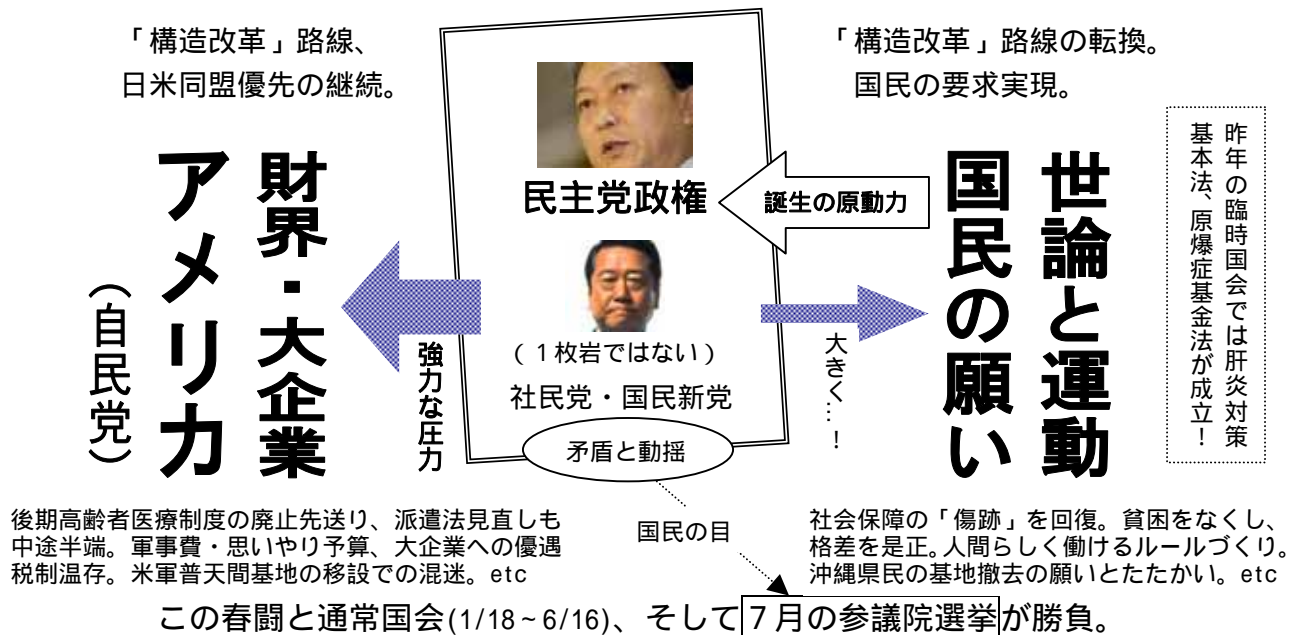 「構造改革」路線、
日米同盟優先の継続。
財界・大企業
アメリカ
（自民党）
強力な圧力
民主党政権
誕生の原動力
（１枚岩ではない）
社民党・国民新党
矛盾と動揺
国民の目
「構造改革」路線の転換。
国民の要求実現。
大きく…！
世論と運動
国民の願い
昨年の臨時国会では肝炎対策
基本法、原爆症基金法が成立！
後期高齢者医療制度の廃止先送り、派遣法見直しも
中途半端。軍事費・思いやり予算、大企業への優遇
税制温存。米軍普天間基地の移設での混迷。etc
社会保障の「傷跡」を回復。貧困をなくし、
格差を是正。人間らしく働けるルールづくり。
沖縄県民の基地撤去の願いとたたかい。etc
この春闘と通常国会(1/18~6/16)、そして７月の参議院選挙が勝負。